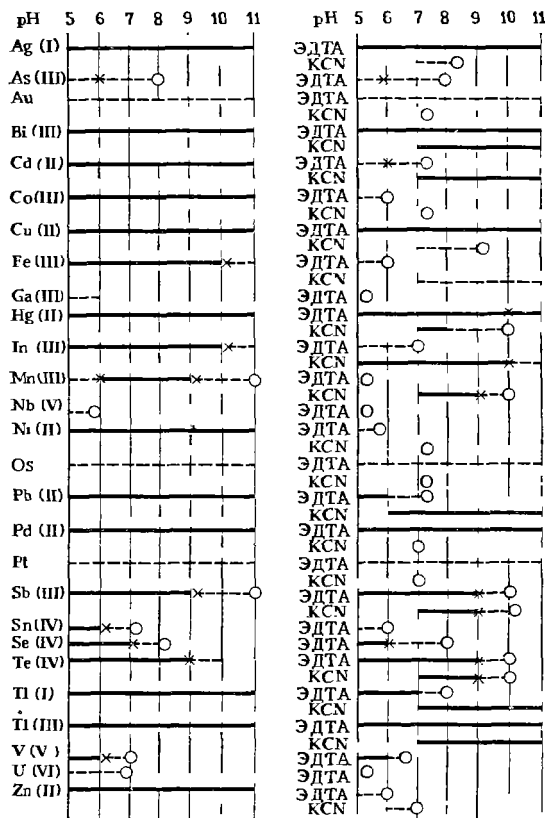 pH 5 6 7 8 9 10 11
Ag (I)
As (III)
Au
Bi (III)
Cd (II)
Co (III)
Cu (II)
Fe (III)
Ga (III)
Hg (II)
In (III)
Mn (III)
Nb (V)
Ni (II)
Os
Pb (II)
Pd (II)
Pt
Sb (III)
Sn (IV)
Se (IV)
Te (IV)
Tl (I)
Tl (III)
V (V)
U (VI)
Zn (II)
pH 5 6 7 8 9 10 11
ЭДТА
KCN
ЭДТА
ЭДТА
KCN
ЭДТА
KCN
ЭДТА
KCN
ЭДТА
KCN
ЭДТА
KCN
ЭДТА
KCN
ЭДТА
ЭДТА
KCN
ЭДТА
KCN
ЭДТА
KCN
ЭДТА
ЭДТА
KCN
ЭДТА
KCN
ЭДТА
KCN
ЭДТА
KCN
ЭДТА
KCN
ЭДТА
KCN
ЭДТА
ЭДТА
ЭДТА
KCN
ЭДТА
KCN
ЭДТА
KCN
ЭДТА
ЭДТА
ЭДТА
KCN